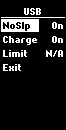 USB
NoSlp On
Charge On
Limit N/A
Exit